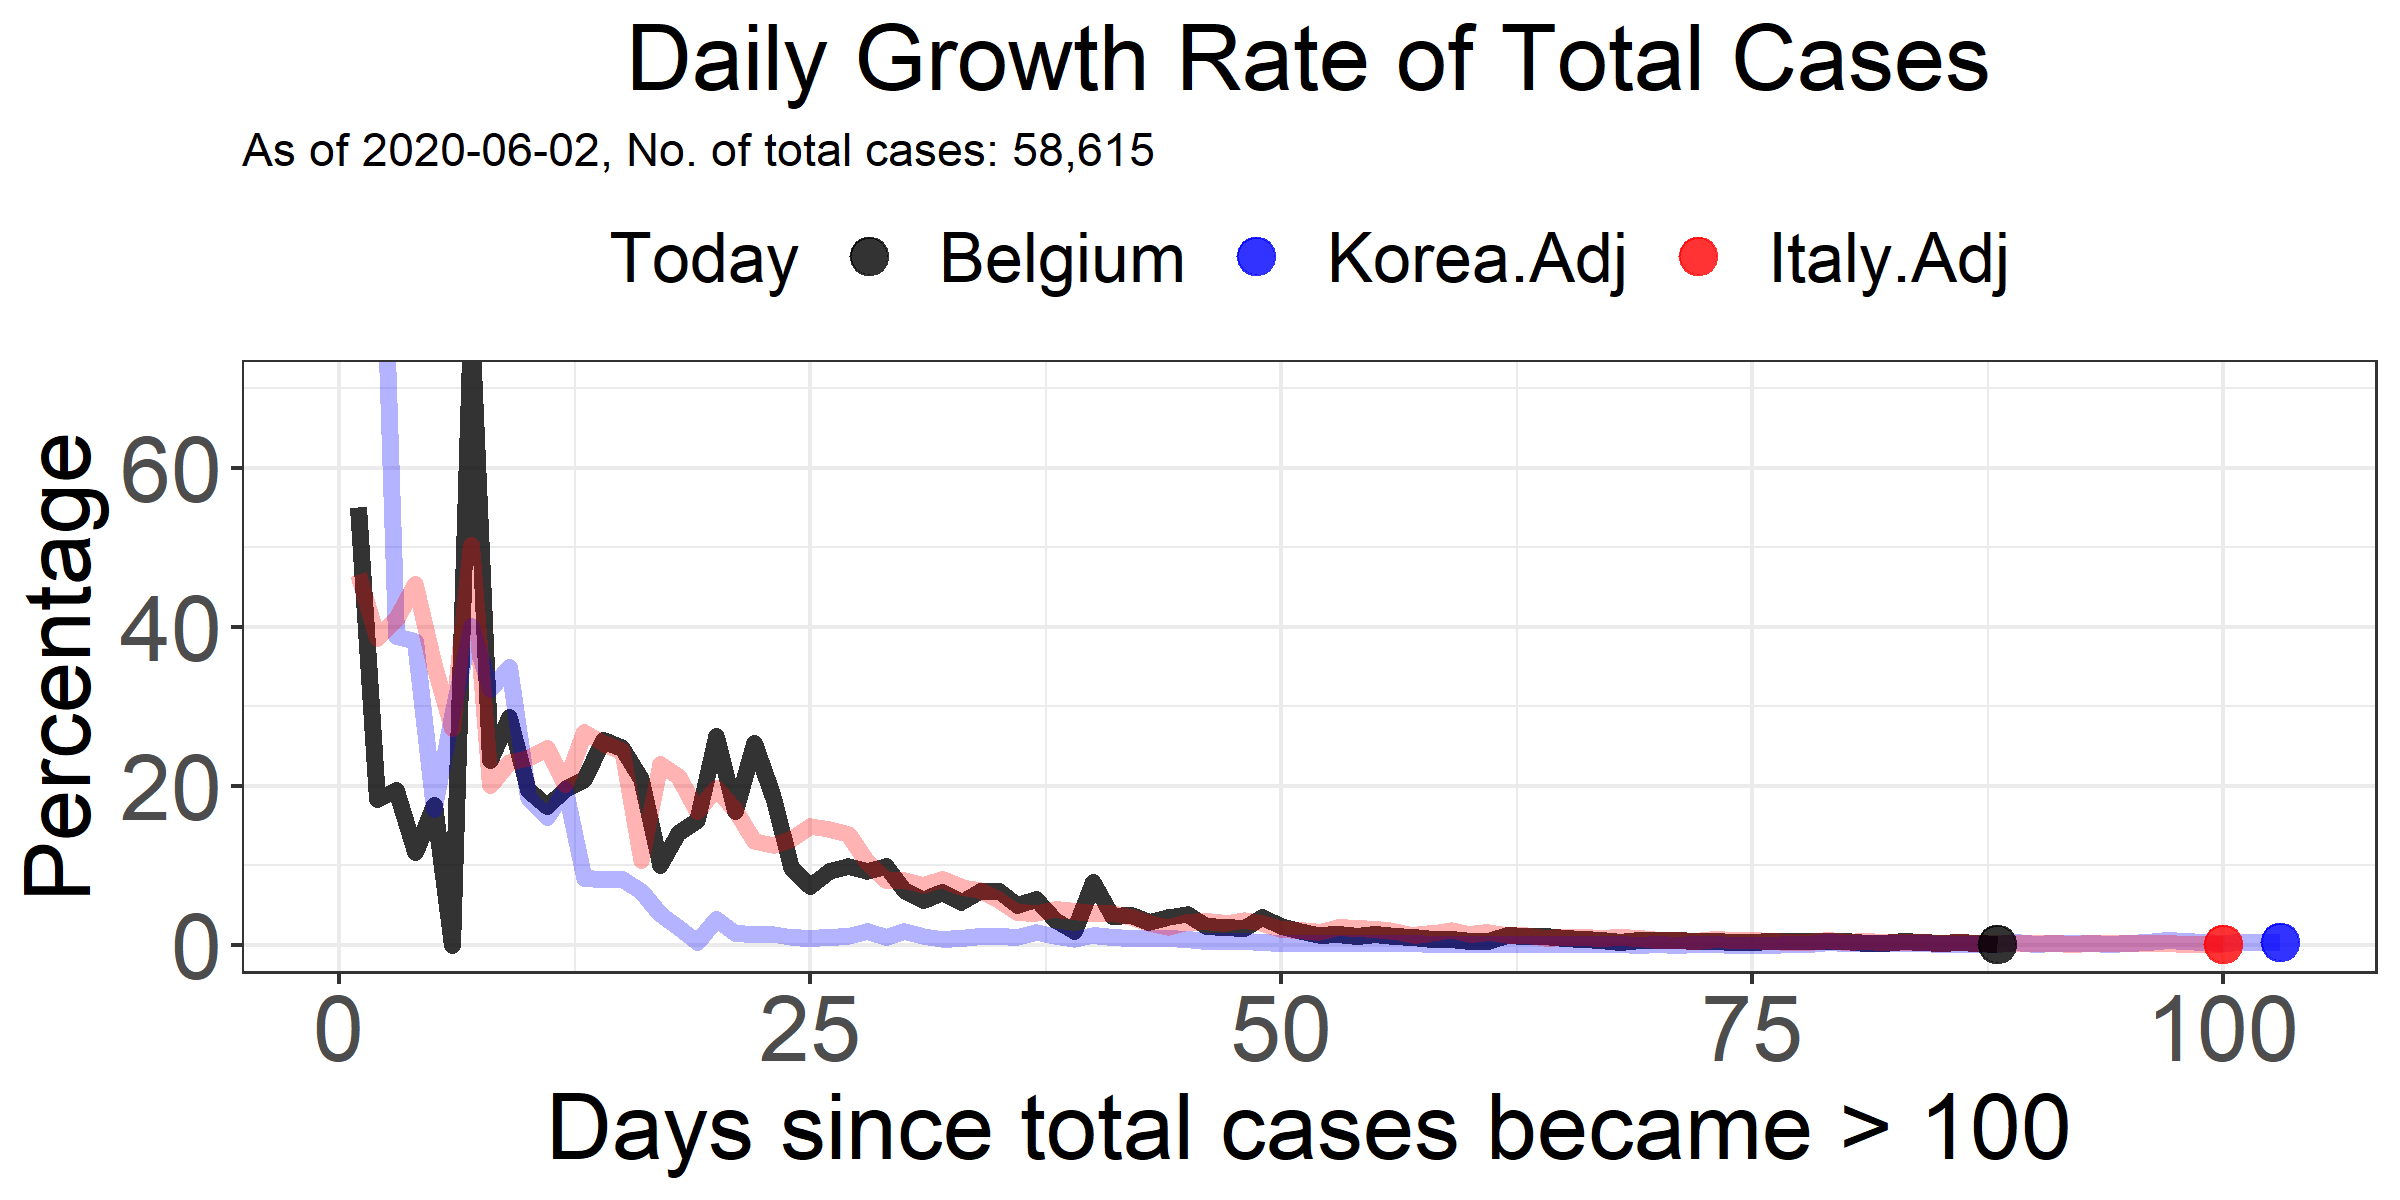 Daily Growth Rate of Total Cases
As of 2020-06-02, No. of total cases: 58,615
Today Belgium Korea.Adj Italy.Adj
Percentage
60
40
20
0
0 25 50 75 100
Days since total cases became > 100